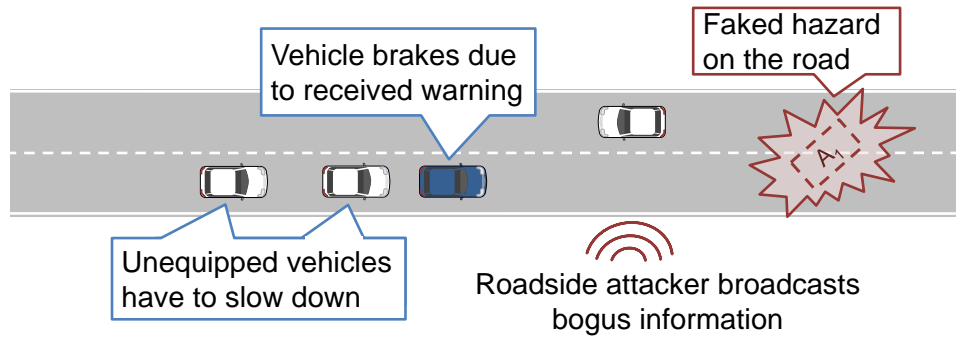 Vehicle brakes due
to received warning
Faked hazard
on the road
A₁
Unequipped vehicles
have to slow down
Roadside attacker broadcasts
bogus information